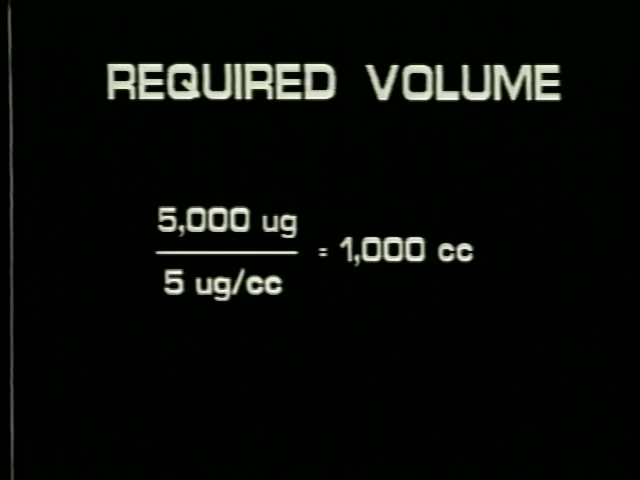 REQUIRED VOLUME
5,000 ug
5 ug/cc
= 1,000 cc